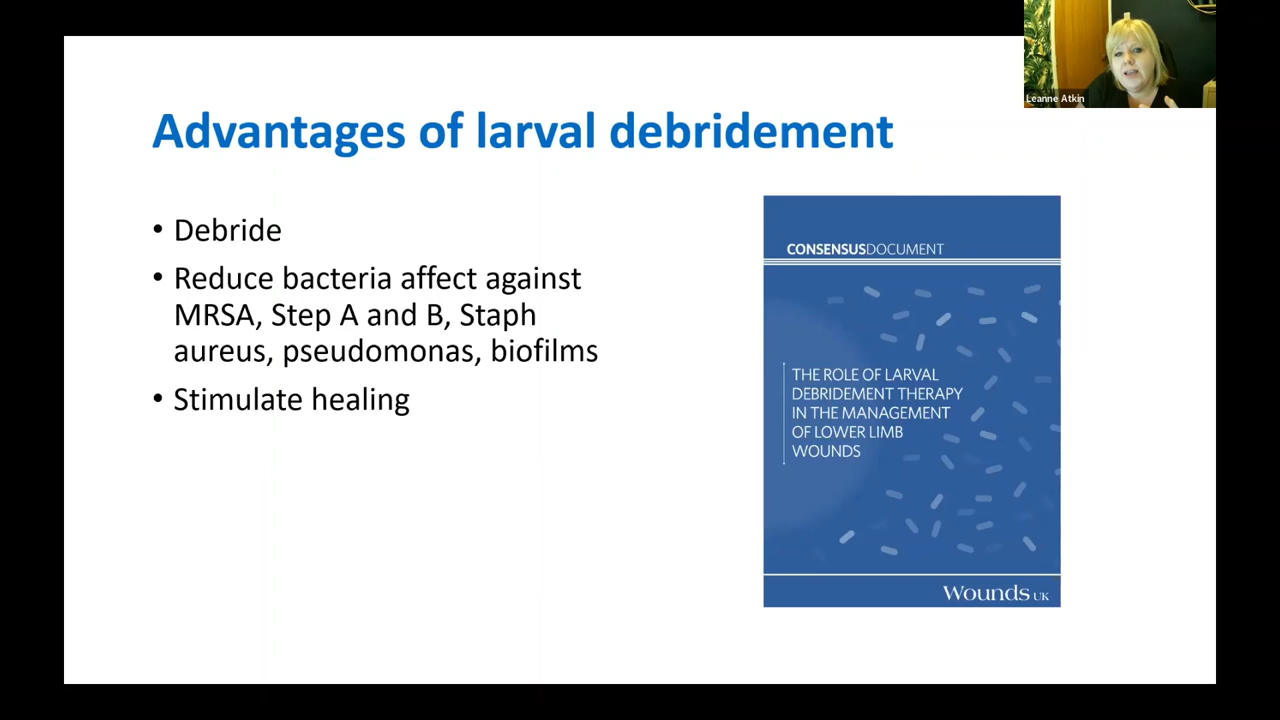 Leanne Atkin
Advantages of larval debridement
• Debride
• Reduce bacteria affect against
MRSA, Step A and B, Staph
aureus, pseudomonas, biofilms
• Stimulate healing
CONSENSUSDOCUMENT
THE ROLE OF LARVAL
DEBRIDEMENT THERAPY
IN THE MANAGEMENT
OF LOWER LIMB
WOUNDS
Wounds UK